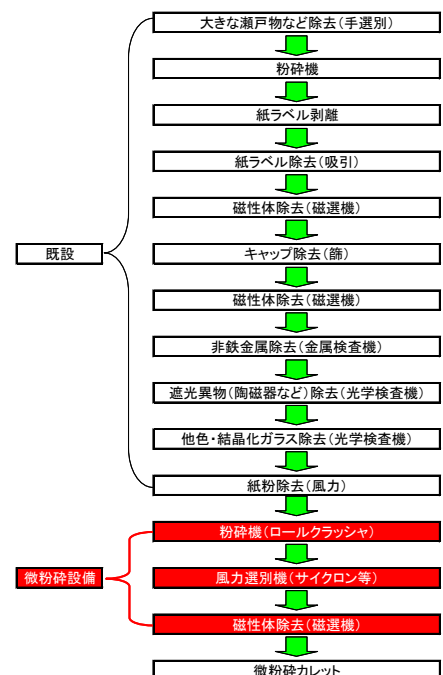 大きな瀬戸物など除去(手選別)
粉砕機
紙ラベル剥離
紙ラベル除去(吸引)
磁性体除去(磁選機)
既設
キャップ除去(篩)
磁性体除去(磁選機)
非鉄金属除去(金属検査機)
遮光異物(陶磁器など)除去(光学検査機)
他色・結晶化ガラス除去(光学検査機)
紙粉除去(風力)
粉砕機(ロールクラッシャ)
微粉砕設備
風力選別機(サイクロン等)
磁性体除去(磁選機)
微粉砕カレット